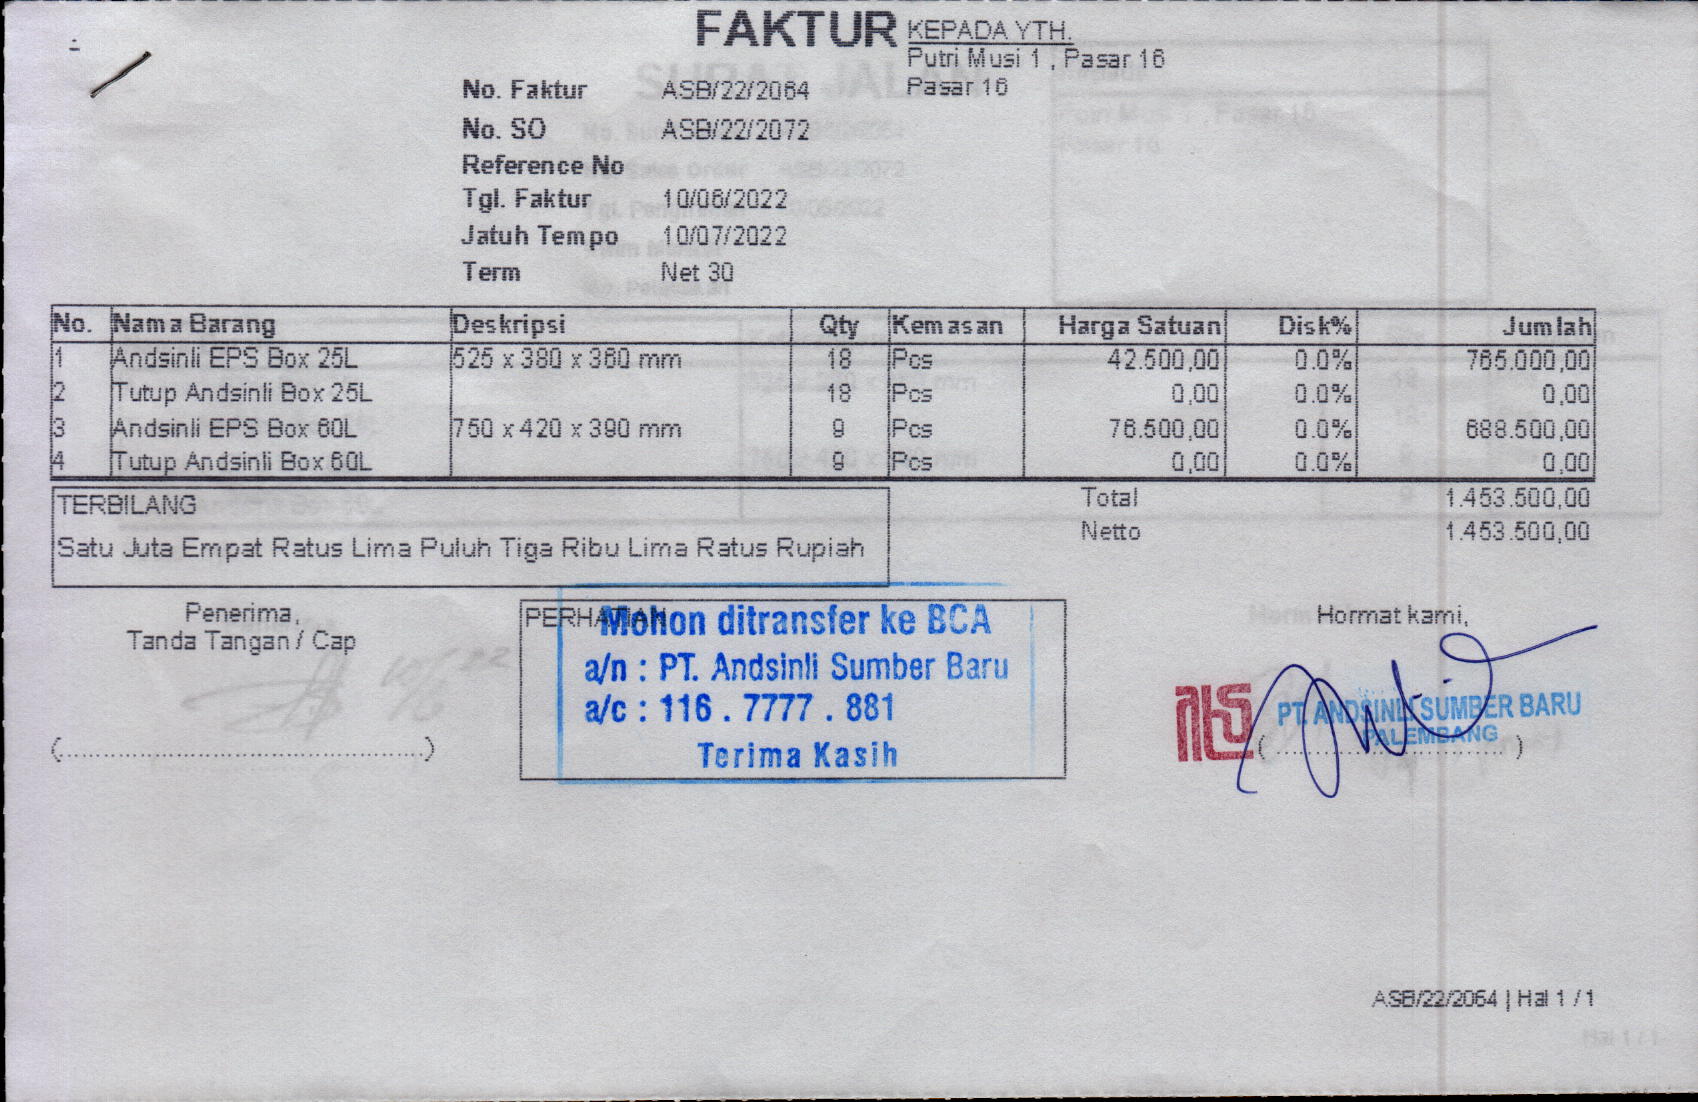 FAKTUR
KEPADA YTH.
Putri Musi 1 , Pasar 16
Pasar 16
No. Faktur ASB/22/2064
No. SO ASB/22/2072
Reference No
Tgl. Faktur 10/06/2022
Jatuh Tempo 10/07/2022
Term Net 30
No. Nama Barang Deskripsi Qty Kemasan Harga Satuan Disk% Jumlah
1 Andsinli EPS Box 25L 525 x 380 x 360 mm 18 Pcs 42.500,00 0.0% 765.000,00
2 Tutup Andsinli Box 25L 18 Pcs 0,00 0.0% 0,00
3 Andsinli EPS Box 60L 750 x 420 x 390 mm 9 Pcs 76.500,00 0.0% 688.500,00
4 Tutup Andsinli Box 60L 9 Pcs 0,00 0.0% 0,00
TERBILANG
Satu Juta Empat Ratus Lima Puluh Tiga Ribu Lima Ratus Rupiah
Total 1.453.500,00
Netto 1.453.500,00
Penerima,
Tanda Tangan / Cap
(........................................................)
PERHATIAN
Mohon ditransfer ke BCA
a/n : PT. Andsinli Sumber Baru
a/c : 116 . 7777 . 881
Terima Kasih
Hormat kami,
PT. ANDSINLI SUMBER BARU
PALEMBANG
(........................................)
ASB/22/2064 | Hal 1 / 1
Hal 1 / 1